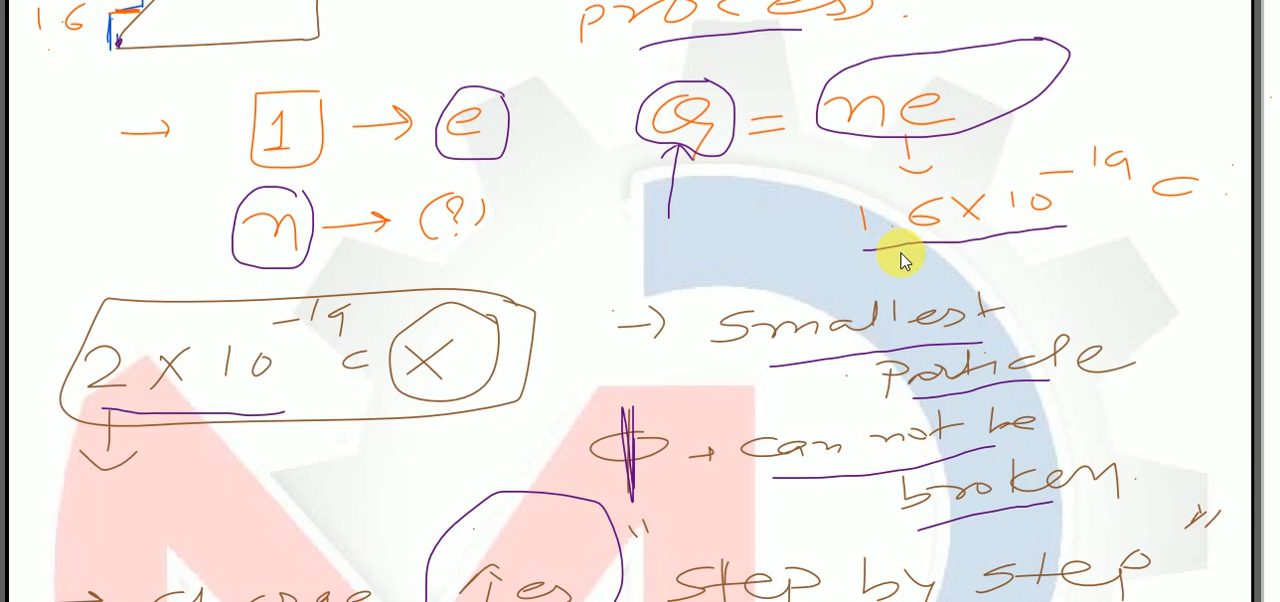 1.6
process.
→ 1 → e
Q = ne
n → (?)
1.6 × 10⁻¹⁹ C
2 × 10⁻¹⁹ C ×
→ Smallest
particle
→ can not be
broken.
→
" step by step "